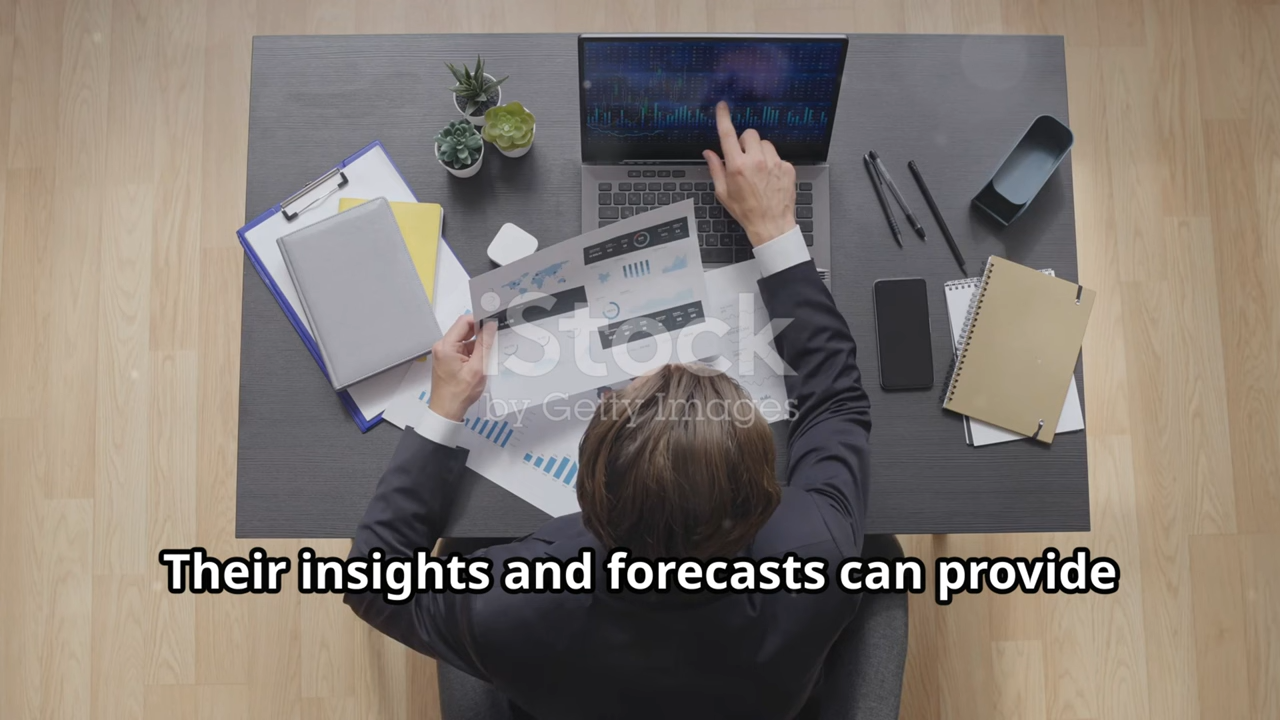 iStock
by Getty Images
Their insights and forecasts can provide